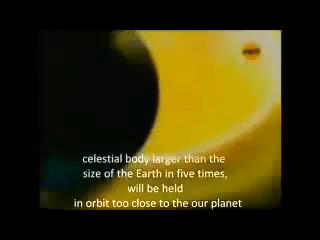 celestial body larger than the
size of the Earth in five times,
will be held
in orbit too close to the our planet